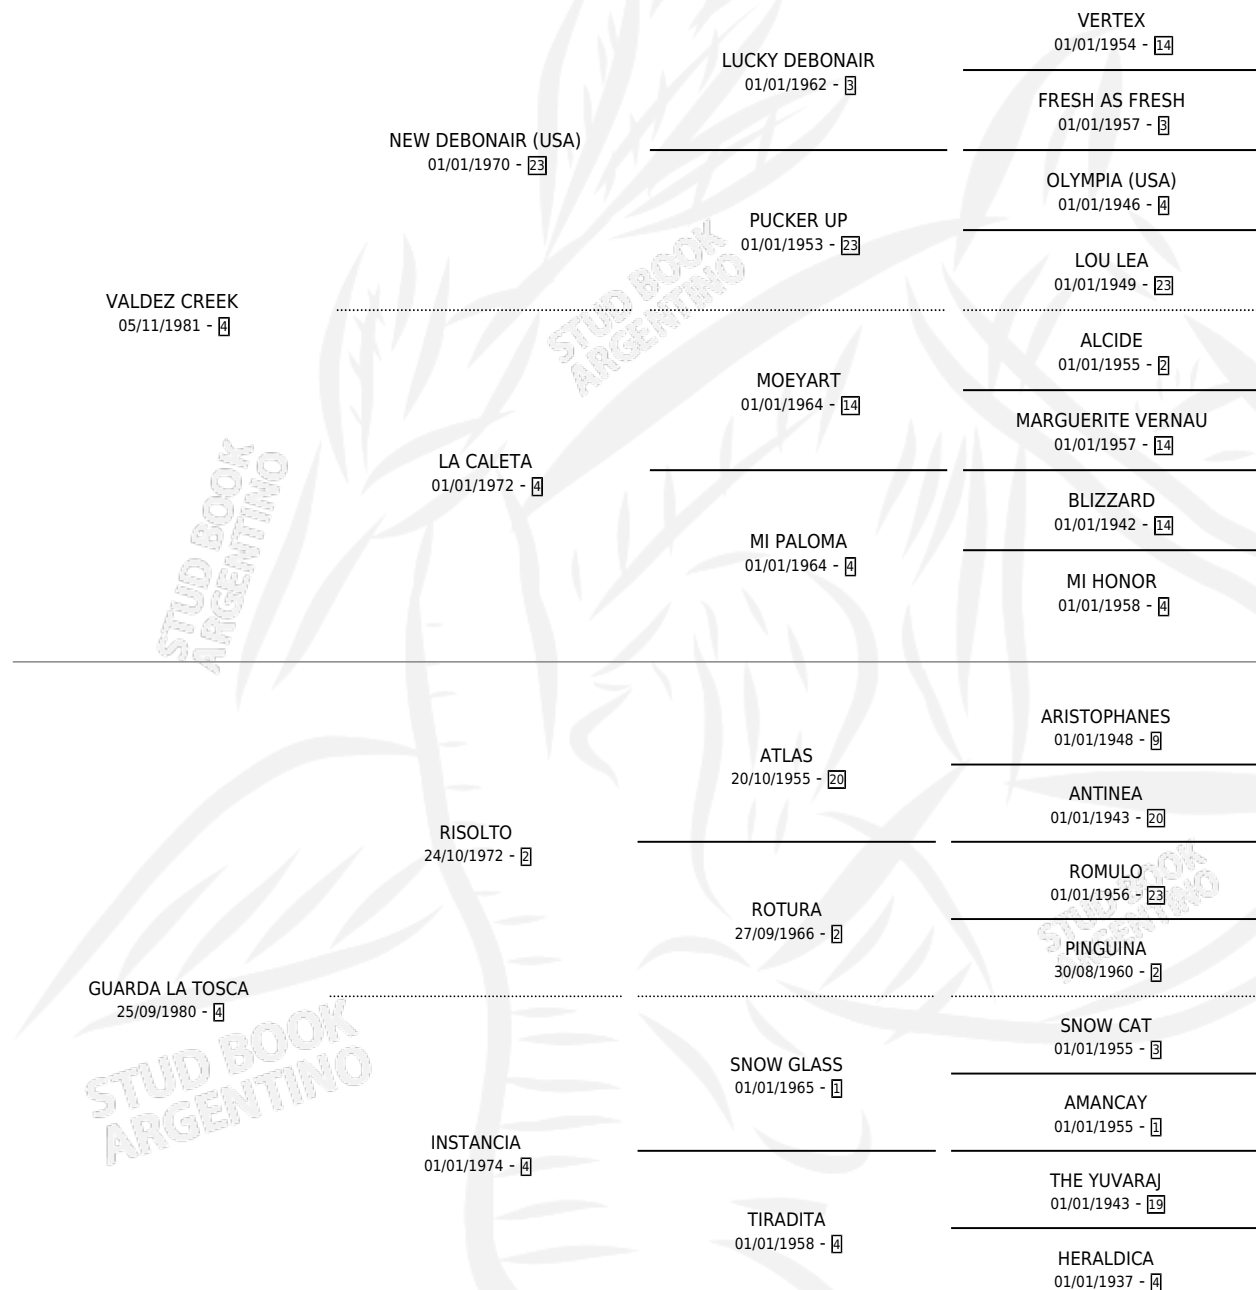 VERTEX
01/01/1954 - 14
LUCKY DEBONAIR
01/01/1962 - 3
FRESH AS FRESH
01/01/1957 - 3
NEW DEBONAIR (USA)
01/01/1970 - 23
OLYMPIA (USA)
01/01/1946 - 4
PUCKER UP
01/01/1953 - 23
LOU LEA
01/01/1949 - 23
VALDEZ CREEK
05/11/1981 - 4
STUD BOOK
ARGENTINO
ALCIDE
01/01/1955 - 2
MOEYART
01/01/1964 - 14
MARGUERITE VERNAU
01/01/1957 - 14
LA CALETA
01/01/1972 - 4
BLIZZARD
01/01/1942 - 14
MI PALOMA
01/01/1964 - 4
MI HONOR
01/01/1958 - 4
STUD BOOK
ARGENTINO
ARISTOPHANES
01/01/1948 - 9
ATLAS
20/10/1955 - 20
ANTINEA
01/01/1943 - 20
RISOLTO
24/10/1972 - 2
ROMULO
01/01/1956 - 23
ROTURA
27/09/1966 - 2
STUD BOOK
ARGENTINO
PINGUINA
30/08/1960 - 2
GUARDA LA TOSCA
25/09/1980 - 4
STUD BOOK
ARGENTINO
SNOW CAT
01/01/1955 - 3
SNOW GLASS
01/01/1965 - 1
AMANCAY
01/01/1955 - 1
INSTANCIA
01/01/1974 - 4
THE YUVARAJ
01/01/1943 - 19
TIRADITA
01/01/1958 - 4
HERALDICA
01/01/1937 - 4